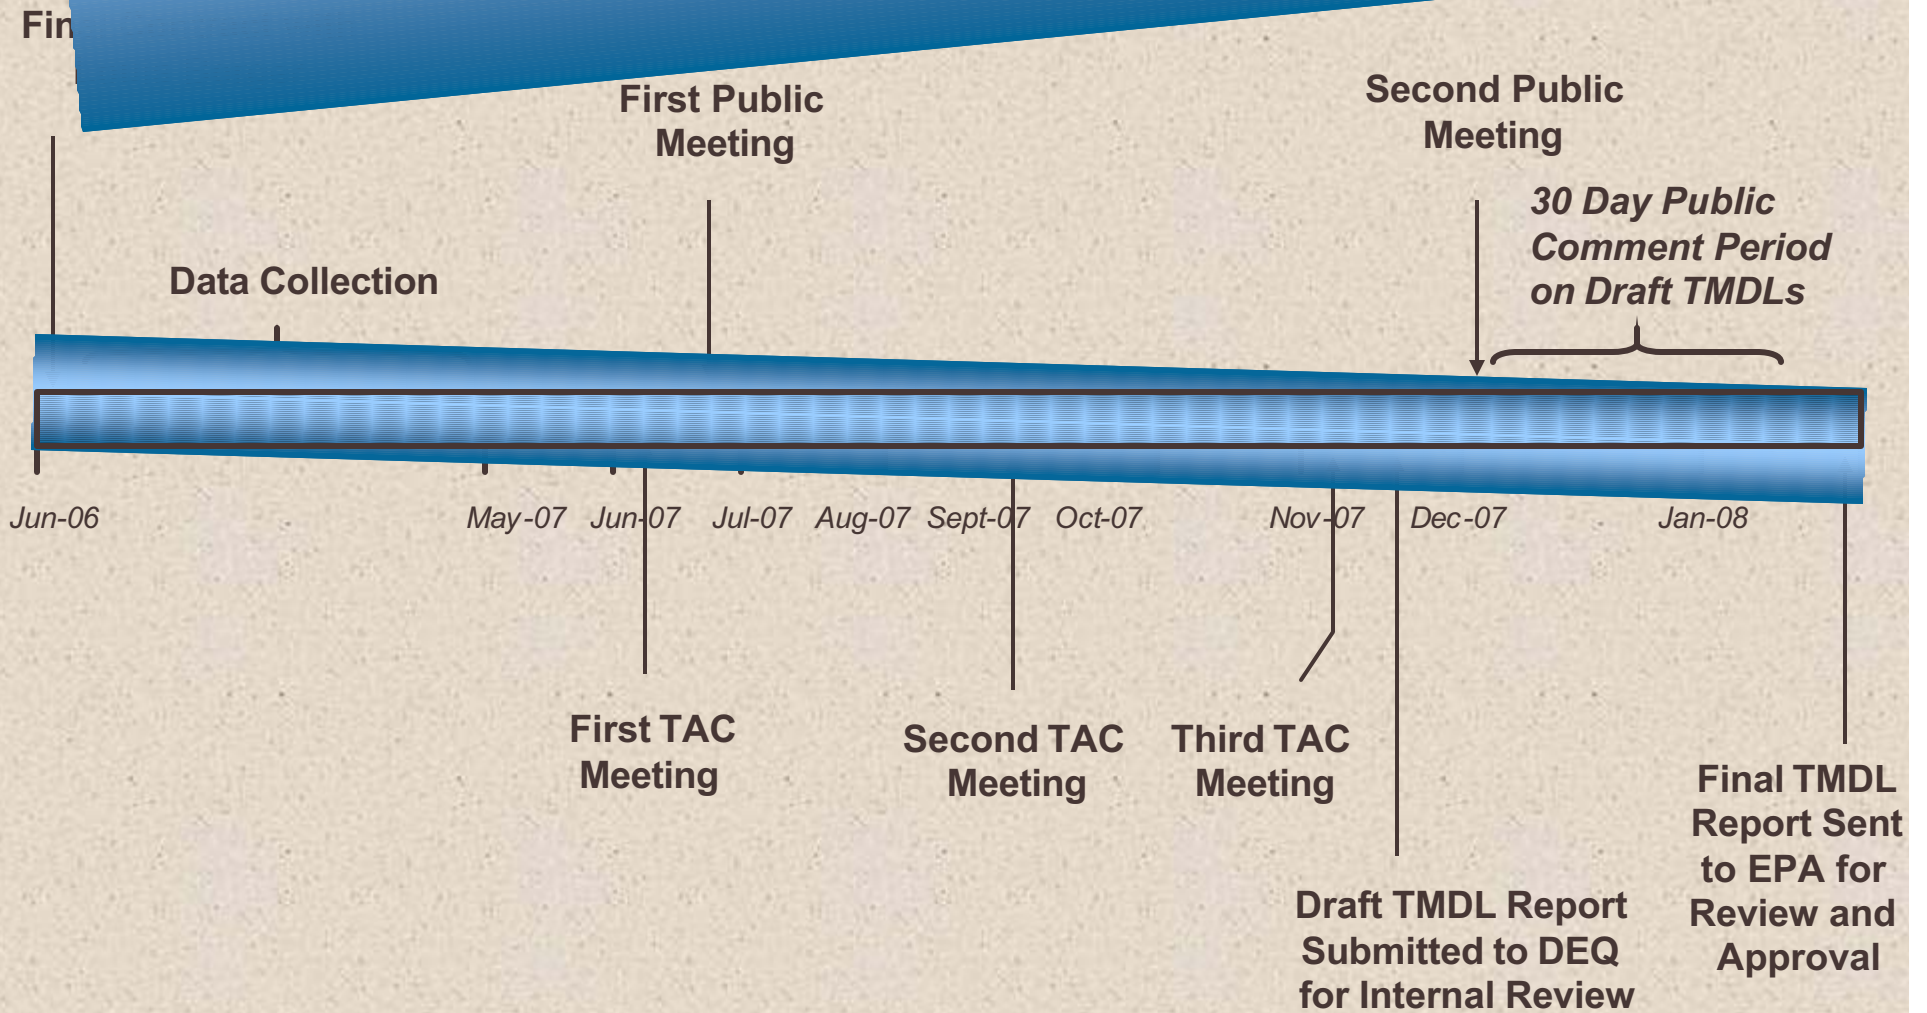 First Public
Meeting
Second Public
Meeting
30 Day Public
Comment Period
on Draft TMDLs
Data Collection
Jun-06
May-07
Jun-07
Jul-07
Aug-07
Sept-07
Oct-07
Nov-07
Dec-07
Jan-08
First TAC
Meeting
Second TAC
Meeting
Third TAC
Meeting
Draft TMDL Report
Submitted to DEQ
for Internal Review
Final TMDL
Report Sent
to EPA for
Review and
Approval